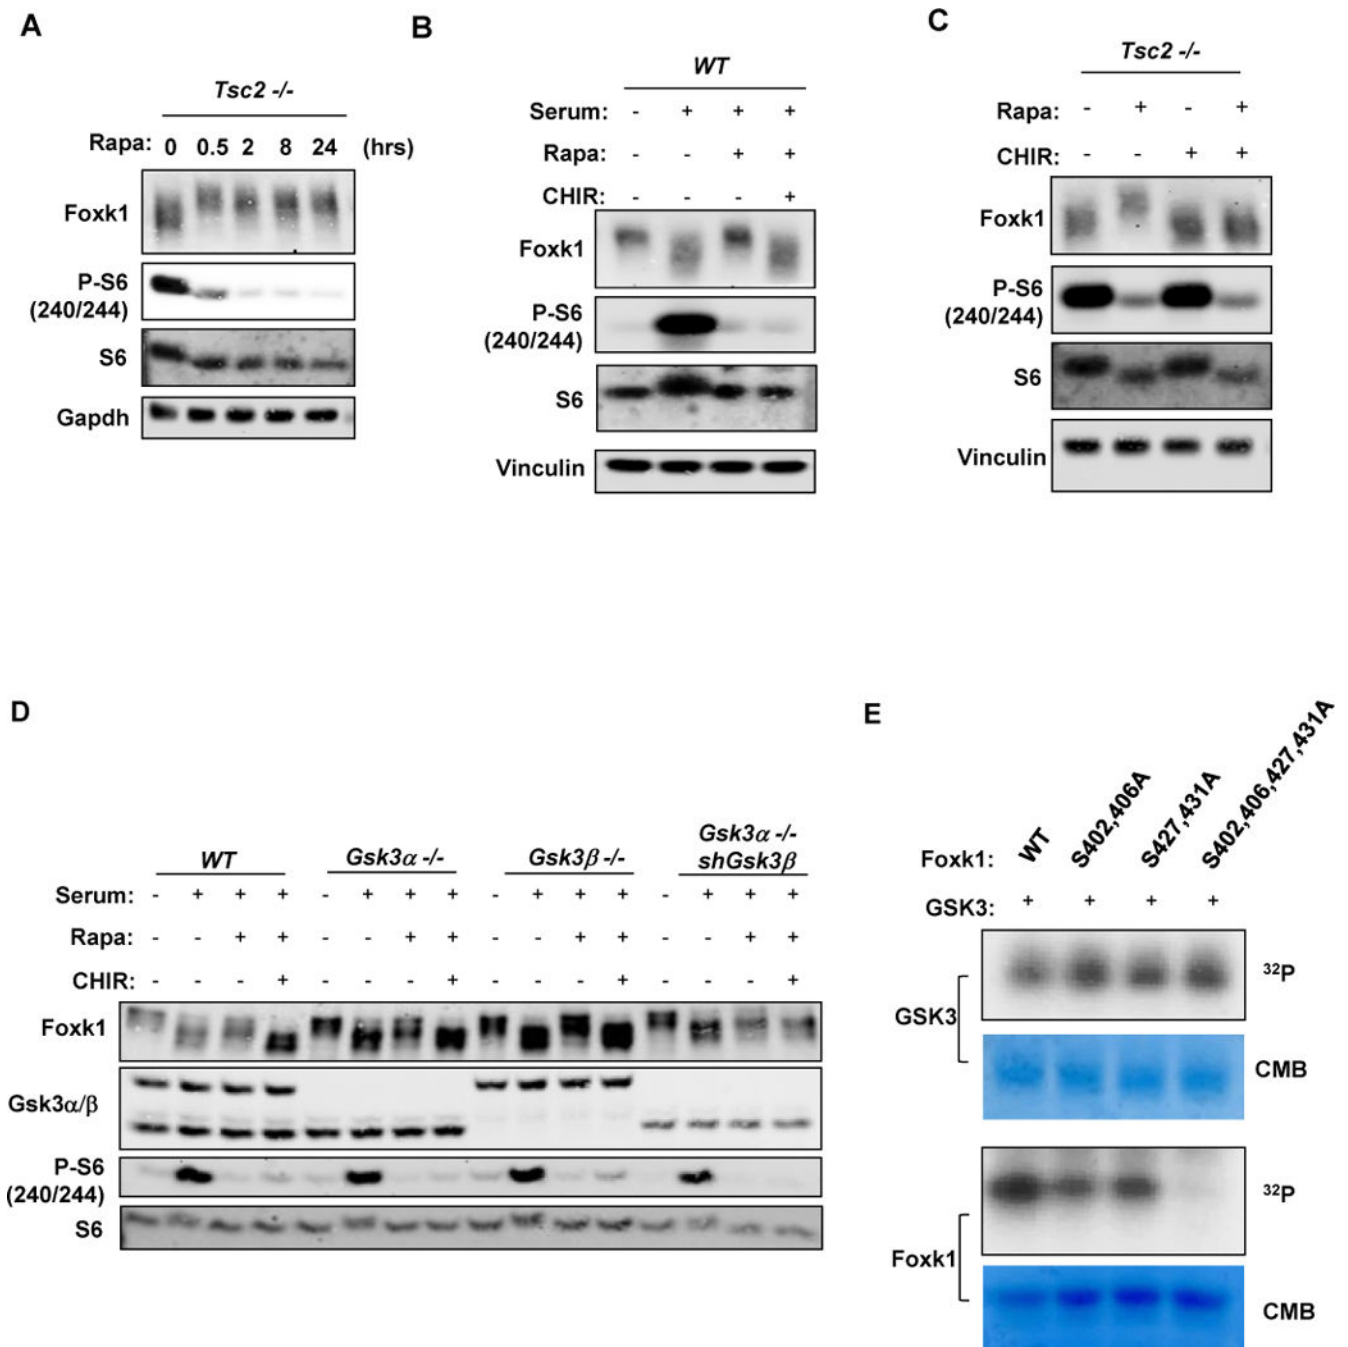 A
Tsc2 -/-
Rapa: 0 0.5 2 8 24 (hrs)
Foxk1
P-S6
(240/244)
S6
Gapdh
B
WT
Serum: - + + +
Rapa: - - + +
CHIR: - - - +
Foxk1
P-S6
(240/244)
S6
Vinculin
C
Tsc2 -/-
Rapa: - + - +
CHIR: - - + +
Foxk1
P-S6
(240/244)
S6
Vinculin
D
WT Gsk3α -/- Gsk3β -/- Gsk3α -/-
shGsk3β
Serum: - + + + - + + + - + + + - + + +
Rapa: - - + + - - + + - - + + - - + +
CHIR: - - - + - - - + - - - + - - - +
Foxk1
Gsk3α/β
P-S6
(240/244)
S6
E
Foxk1: WT S402,406A S427,431A S402,406,427,431A
GSK3: + + + +
GSK3
³²P
CMB
Foxk1
³²P
CMB